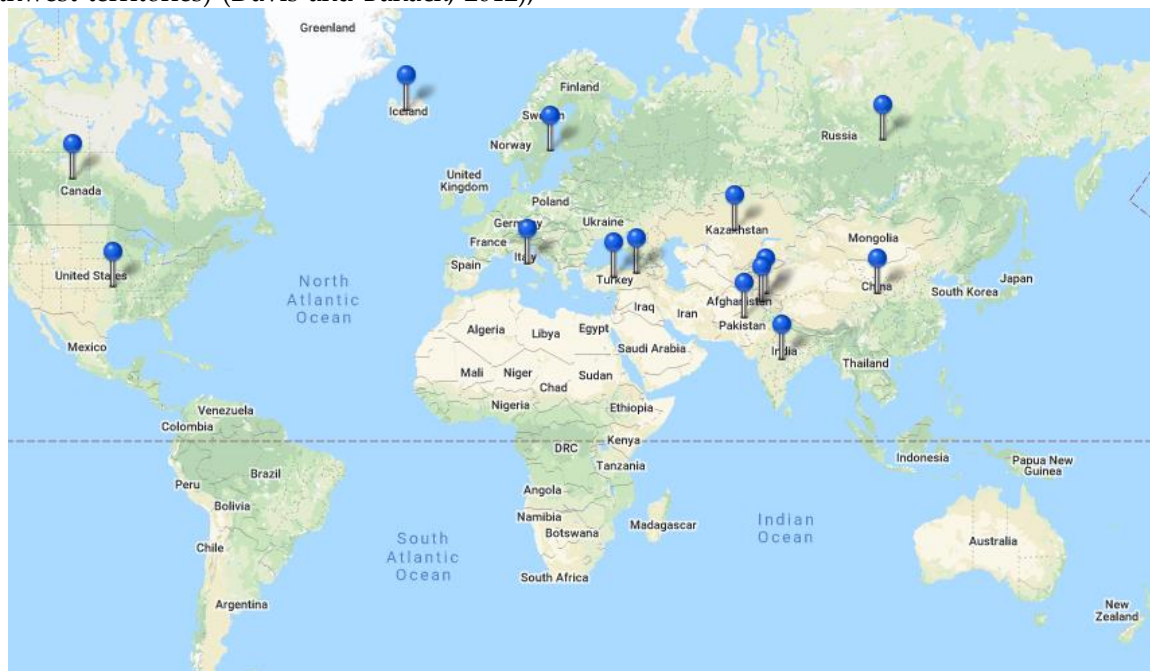 (Davis and
2012),
Greenland
Iceland
Finland
Sweden
Norway
Russia
Canada
United
Kingdom
Poland
Germany
Ukraine
France
Kazakhstan
Mongolia
United States
Spain
Italy
Turkey
China
Japan
South Korea
North
Atlantic
Ocean
Afghanistan
Iraq
Iran
Pakistan
Mexico
Algeria
Libya
Egypt
Saudi Arabia
India
Thailand
Mali
Niger
Chad
Sudan
Nigeria
Ethiopia
Venezuela
Colombia
DRC
Kenya
Tanzania
Indonesia
Papua New
Guinea
Brazil
Peru
Bolivia
Angola
Namibia
Botswana
Madagascar
Indian
Ocean
Australia
Chile
South
Atlantic
Ocean
South Africa
Argentina
New
Zealand